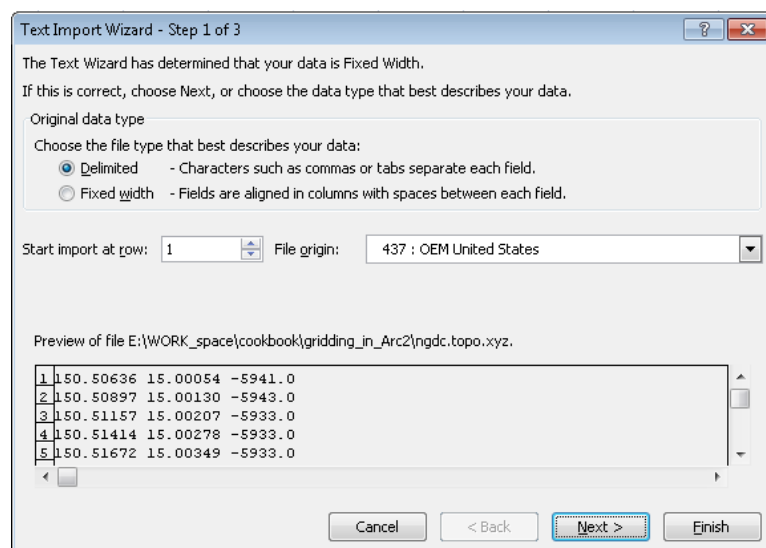 Text Import Wizard - Step 1 of 3
The Text Wizard has determined that your data is Fixed Width.
If this is correct, choose Next, or choose the data type that best describes your data.
Original data type
Choose the file type that best describes your data:
Delimited - Characters such as commas or tabs separate each field.
Fixed width - Fields are aligned in columns with spaces between each field.
Start import at row: 1 File origin: 437 : OEM United States
Preview of file E:\WORK_space\cookbook\gridding_in_Arc2\ngdc.topo.xyz.
1 150.50636 15.00054 -5941.0
2 150.50897 15.00130 -5943.0
3 150.51157 15.00207 -5933.0
4 150.51414 15.00278 -5933.0
5 150.51672 15.00349 -5933.0
Cancel < Back Next > Finish